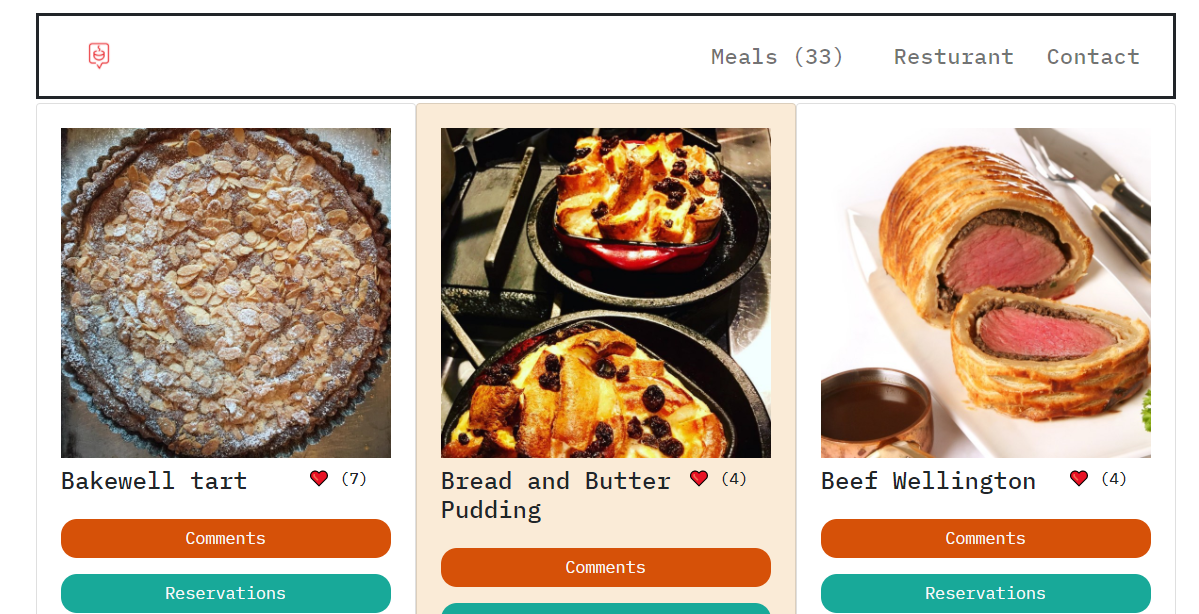 Meals (33) Resturant Contact
Bakewell tart (7)
Comments
Reservations
Bread and Butter (4)
Pudding
Comments
Beef Wellington (4)
Comments
Reservations